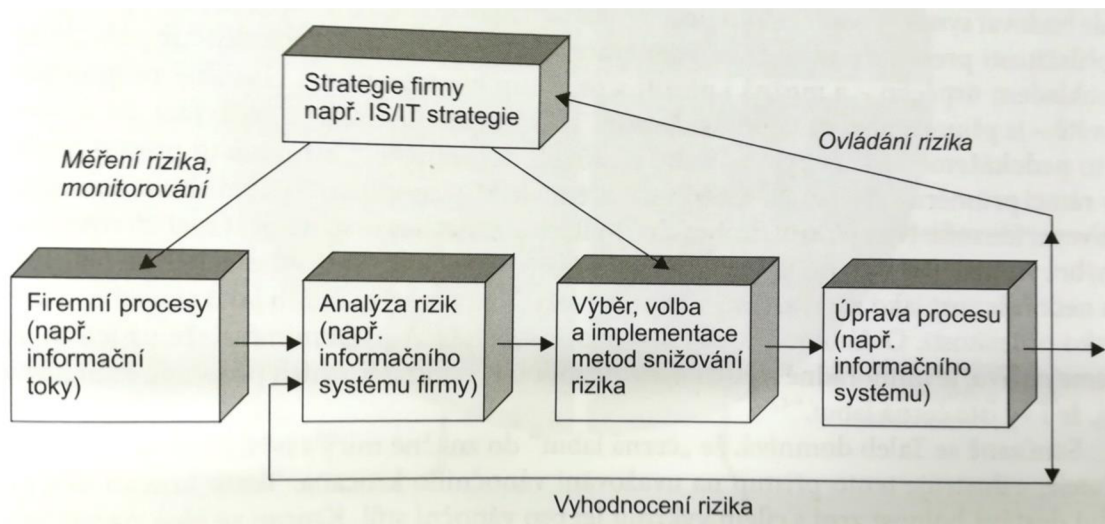 Strategie firmy
např. IS/IT strategie
Měření rizika,
monitorování
Ovládání rizika
Firemní procesy
(např.
informační
toky)
Analýza rizik
(např.
informačního
systému firmy)
Výběr, volba
a implementace
metod snižování
rizika
Úprava procesu
(např.
informačního
systému)
Vyhodnocení rizika